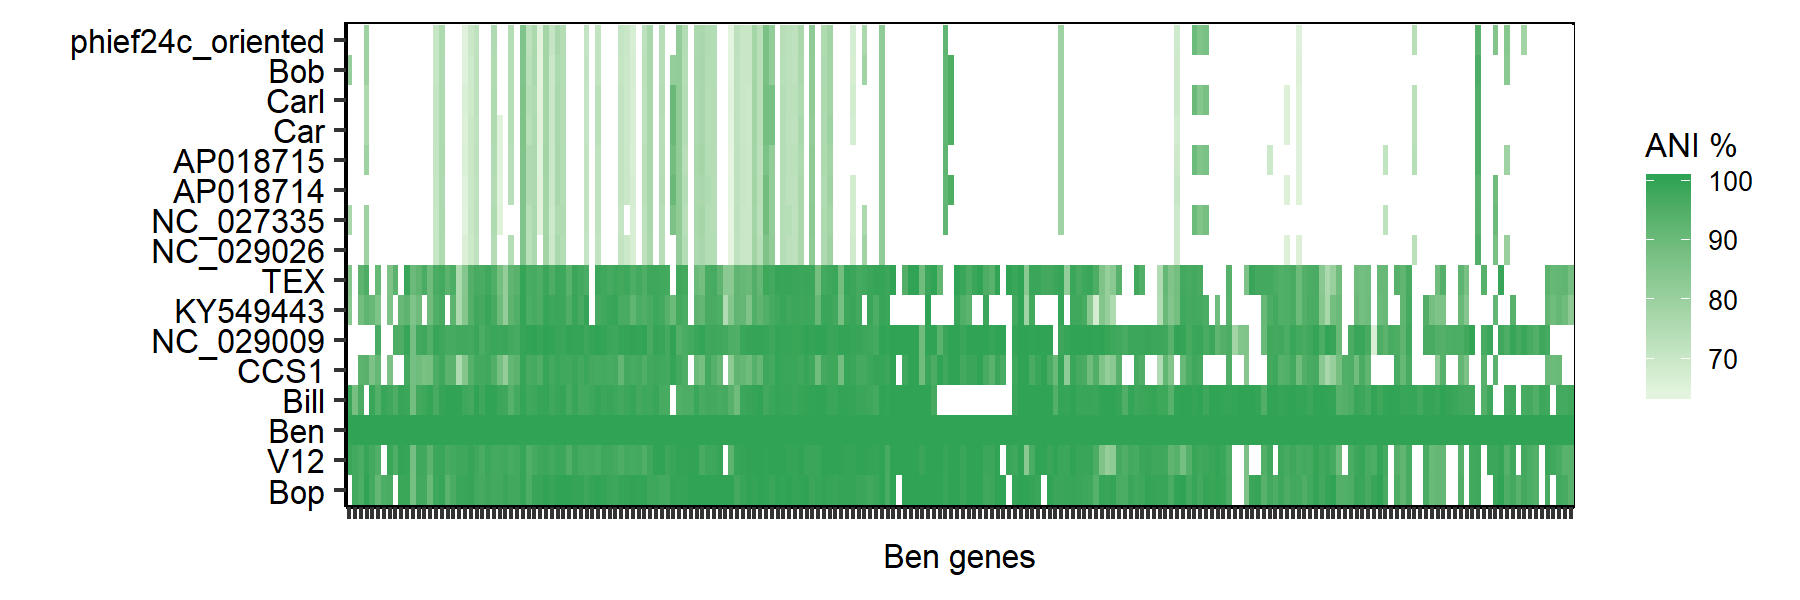 phief24c_oriented
Bob
Carl
Car
AP018715
AP018714
NC_027335
NC_029026
TEX
KY549443
NC_029009
CCS1
Bill
Ben
V12
Bop
Ben genes
ANI %
100
90
80
70